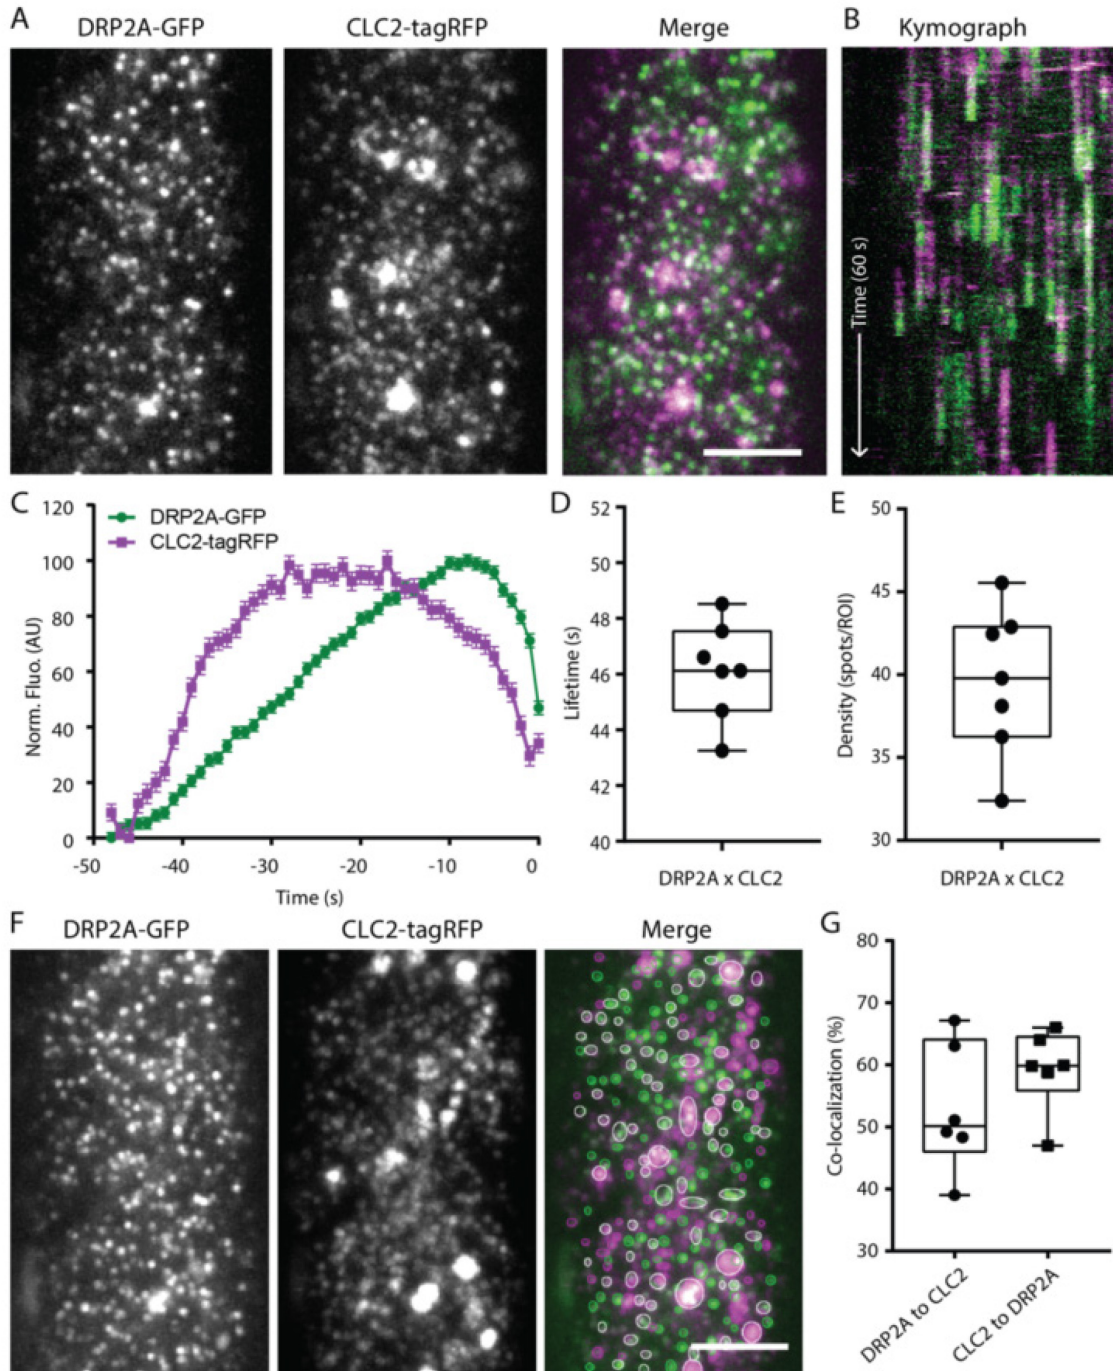 A
DRP2A-GFP
CLC2-tagRFP
Merge
B
Kymograph
Time (60 s)
C
120
100
80
60
40
20
0
-50
-40
-30
-20
-10
0
Norm. Fluo. (AU)
Time (s)
DRP2A-GFP
CLC2-tagRFP
D
52
50
48
46
44
42
40
Lifetime (s)
DRP2A x CLC2
E
50
45
40
35
30
Density (spots/ROI)
DRP2A x CLC2
F
DRP2A-GFP
CLC2-tagRFP
Merge
G
80
70
60
50
40
30
Co-localization (%)
DRP2A to CLC2
CLC2 to DRP2A